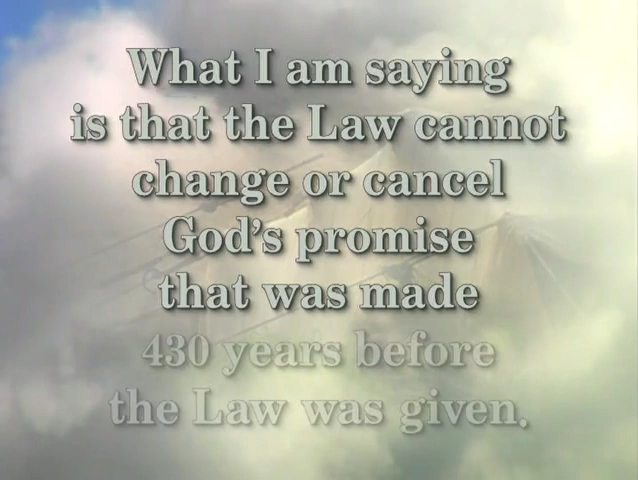 What I am saying
is that the Law cannot
change or cancel
God's promise
that was made
430 years before
the Law was given.